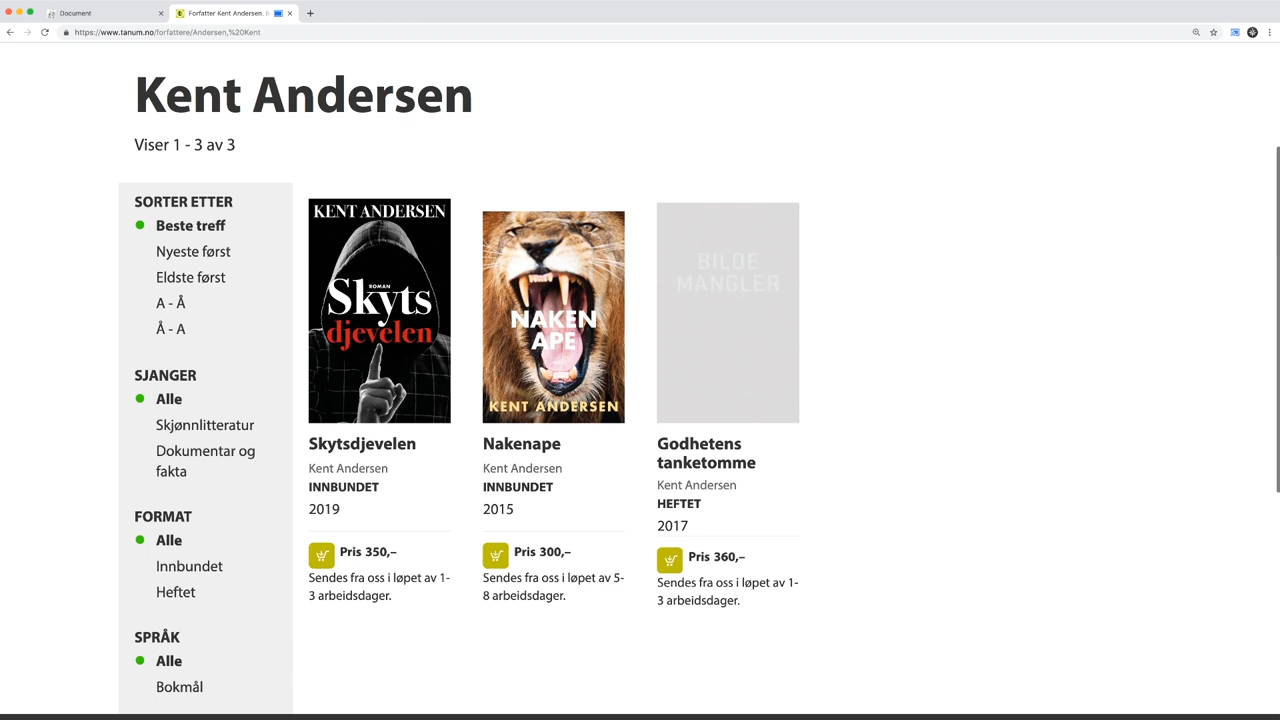 Document
Forfatter Kent Andersen.
https://www.tanum.no/forfattere/Andersen,%20Kent
Kent Andersen
Viser 1 - 3 av 3
SORTER ETTER
Beste treff
Nyeste først
Eldste først
A - Å
Å - A
SJANGER
Alle
Skjønnlitteratur
Dokumentar og
fakta
FORMAT
Alle
Innbundet
Heftet
SPRÅK
Alle
Bokmål
KENT ANDERSEN
ROMAN
Skyts
djevelen
Skytsdjevelen
Kent Andersen
INNBUNDET
2019
Pris 350,–
Sendes fra oss i løpet av 1-
3 arbeidsdager.
NAKEN
APE
KENT ANDERSEN
Nakenape
Kent Andersen
INNBUNDET
2015
Pris 300,–
Sendes fra oss i løpet av 5-
8 arbeidsdager.
BILDE
MANGLER
Godhetens
tanketomme
Kent Andersen
HEFTET
2017
Pris 360,–
Sendes fra oss i løpet av 1-
3 arbeidsdager.